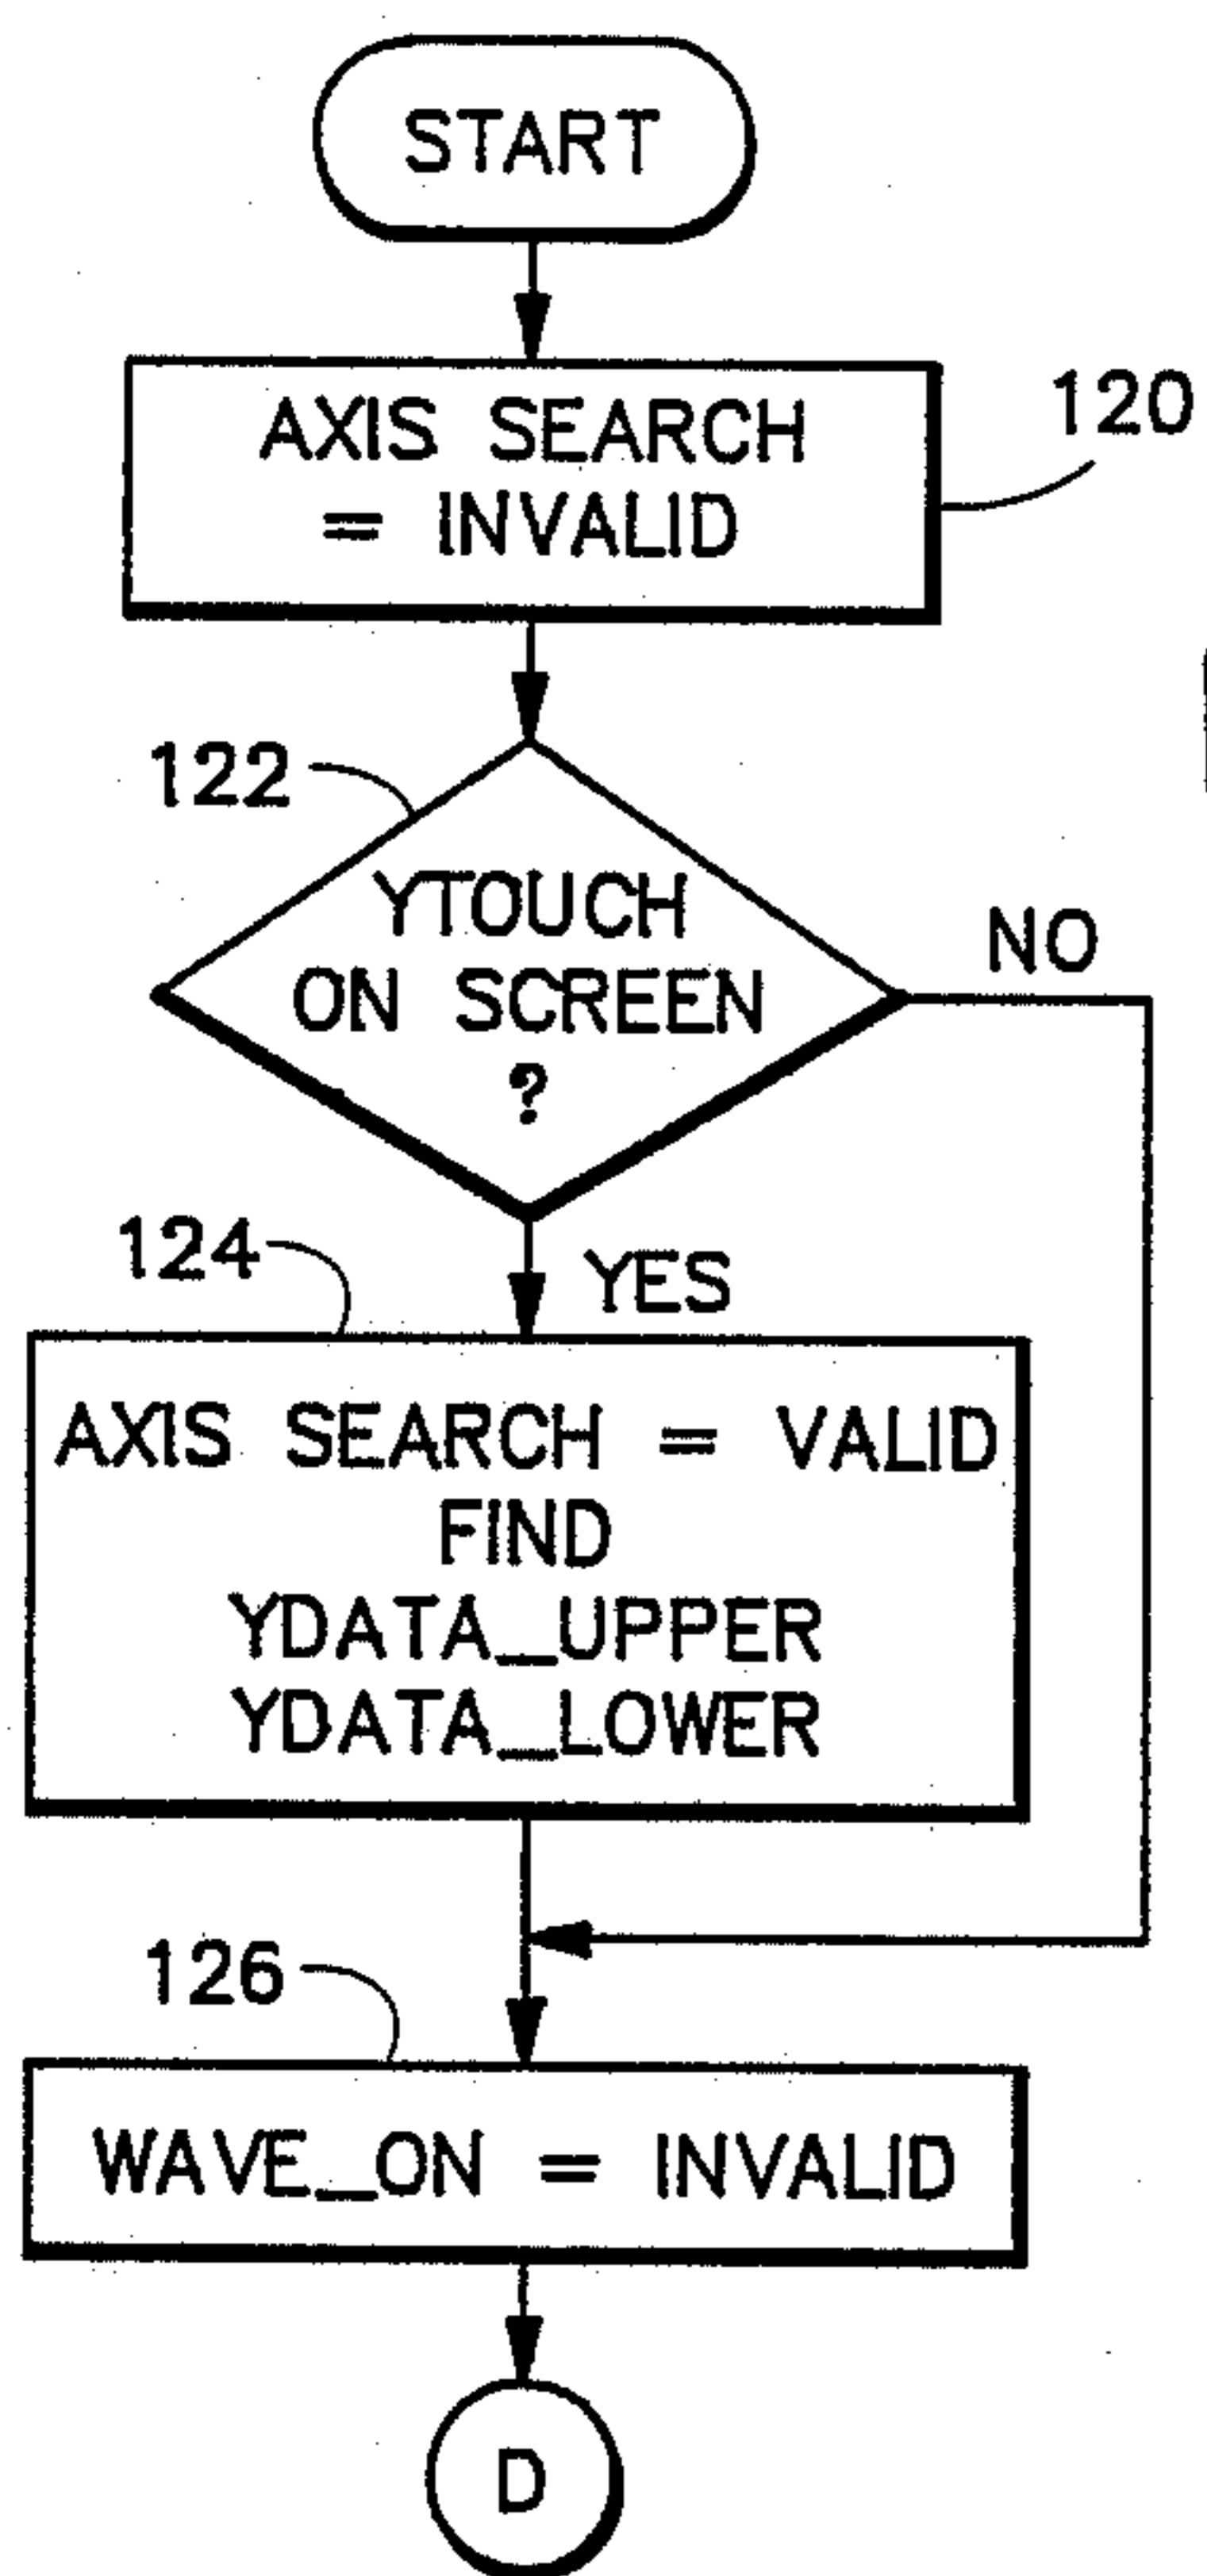 START
AXIS SEARCH
= INVALID
120
122
YTOUCH
ON SCREEN
?
NO
YES
124
AXIS SEARCH = VALID
FIND
YDATA_UPPER
YDATA_LOWER
126
WAVE_ON = INVALID
D